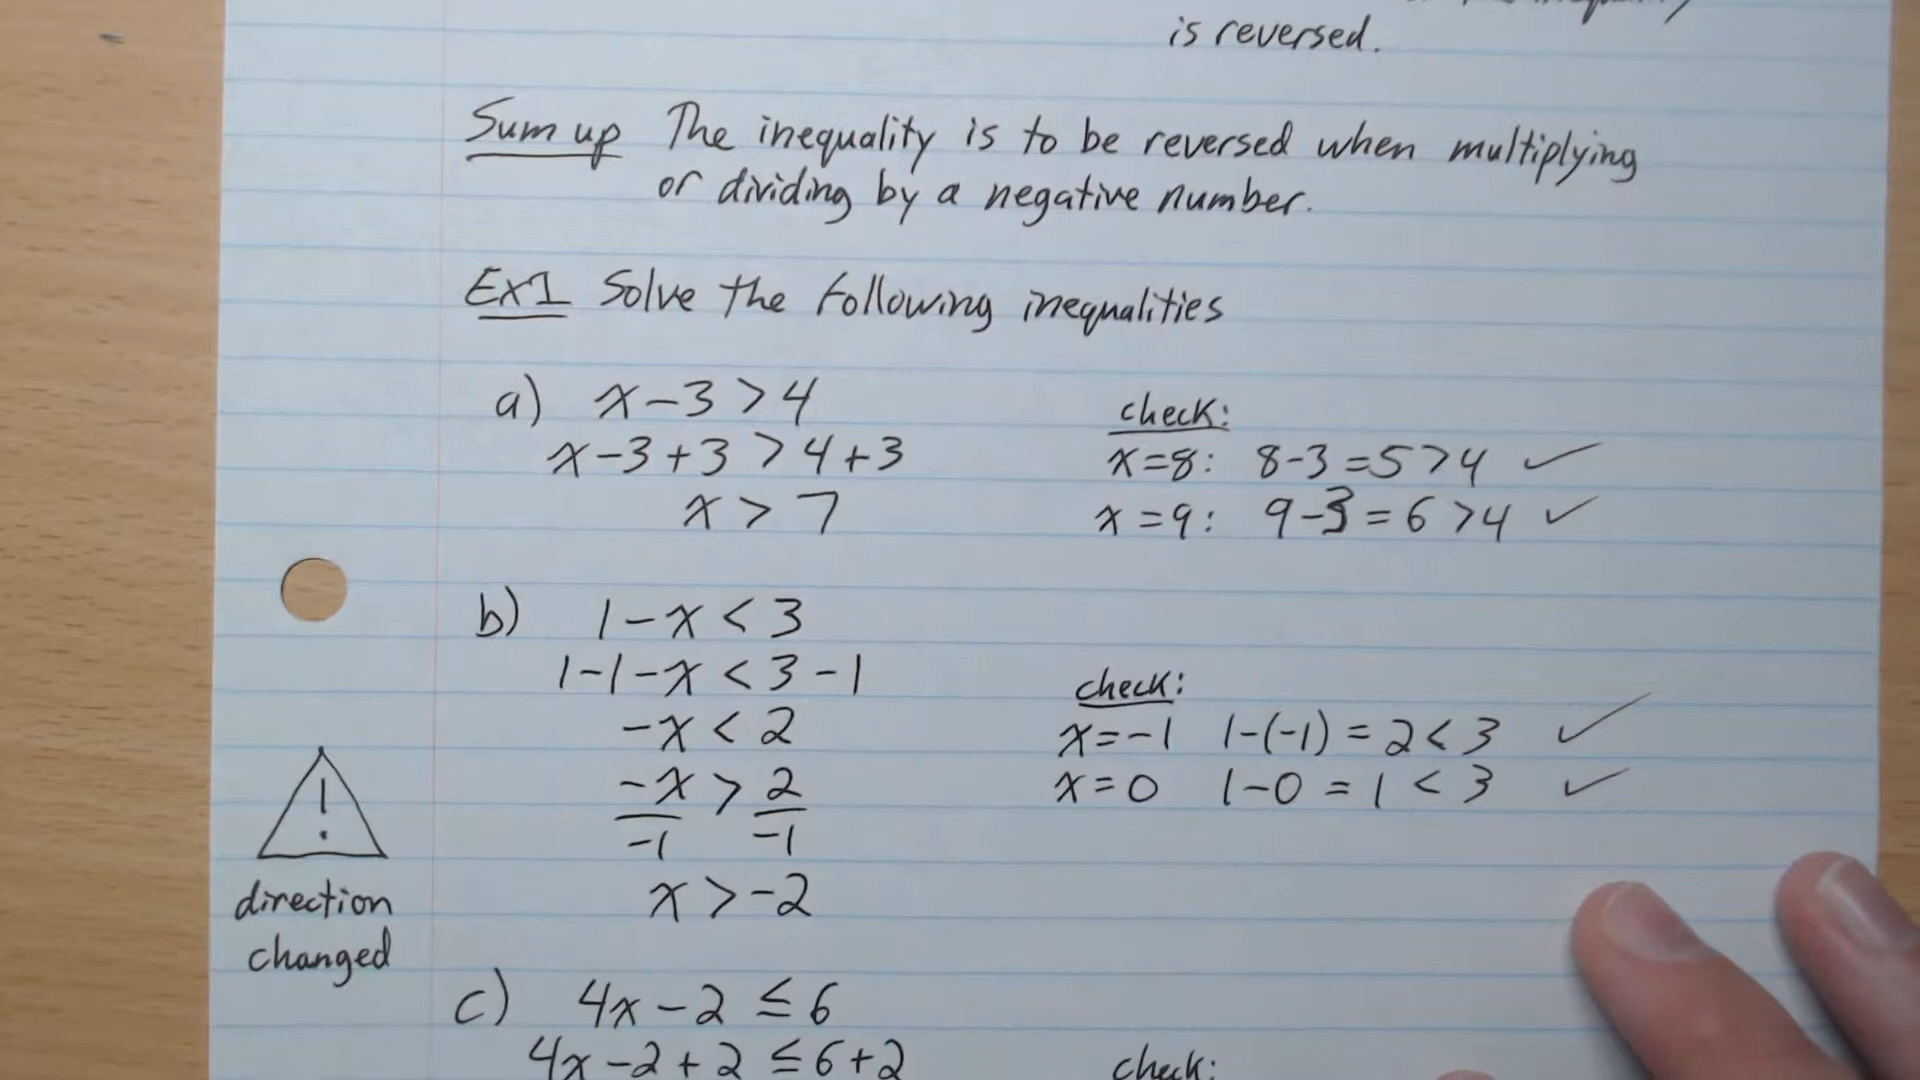 is reversed.
Sum up The inequality is to be reversed when multiplying
or dividing by a negative number.
Ex1 Solve the following inequalities
a) x-3>4
x-3+3>4+3
x>7
check:
x=8: 8-3=5>4 ✓
x=9: 9-3=6>4 ✓
b) 1-x<3
1-1-x<3-1
-x<2
-x/-1 > 2/-1
x>-2
check:
x=-1 1-(-1)=2<3 ✓
x=0 1-0=1<3 ✓
!
direction
changed
c) 4x-2≤6
4x-2+2≤6+2
check: